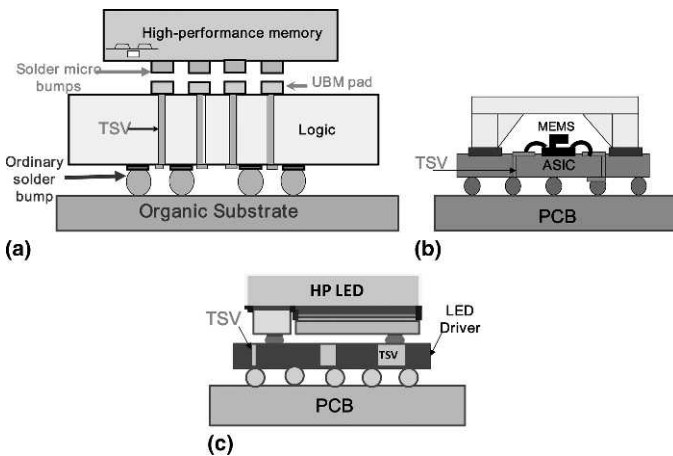 High-performance memory
Solder micro
bumps
UBM pad
TSV
Logic
Ordinary
solder
bump
Organic Substrate
(a)
MEMS
TSV
ASIC
PCB
(b)
HP LED
TSV
LED
Driver
TSV
PCB
(c)